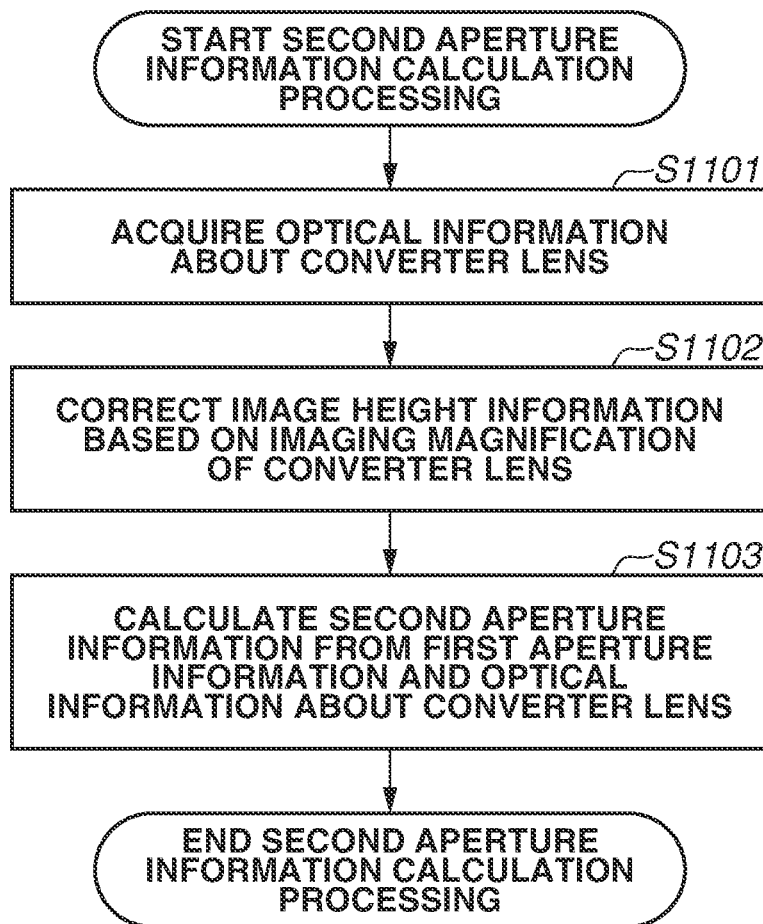 START SECOND APERTURE
INFORMATION CALCULATION
PROCESSING
S1101
ACQUIRE OPTICAL INFORMATION
ABOUT CONVERTER LENS
S1102
CORRECT IMAGE HEIGHT INFORMATION
BASED ON IMAGING MAGNIFICATION
OF CONVERTER LENS
S1103
CALCULATE SECOND APERTURE
INFORMATION FROM FIRST APERTURE
INFORMATION AND OPTICAL
INFORMATION ABOUT CONVERTER LENS
END SECOND APERTURE
INFORMATION CALCULATION
PROCESSING